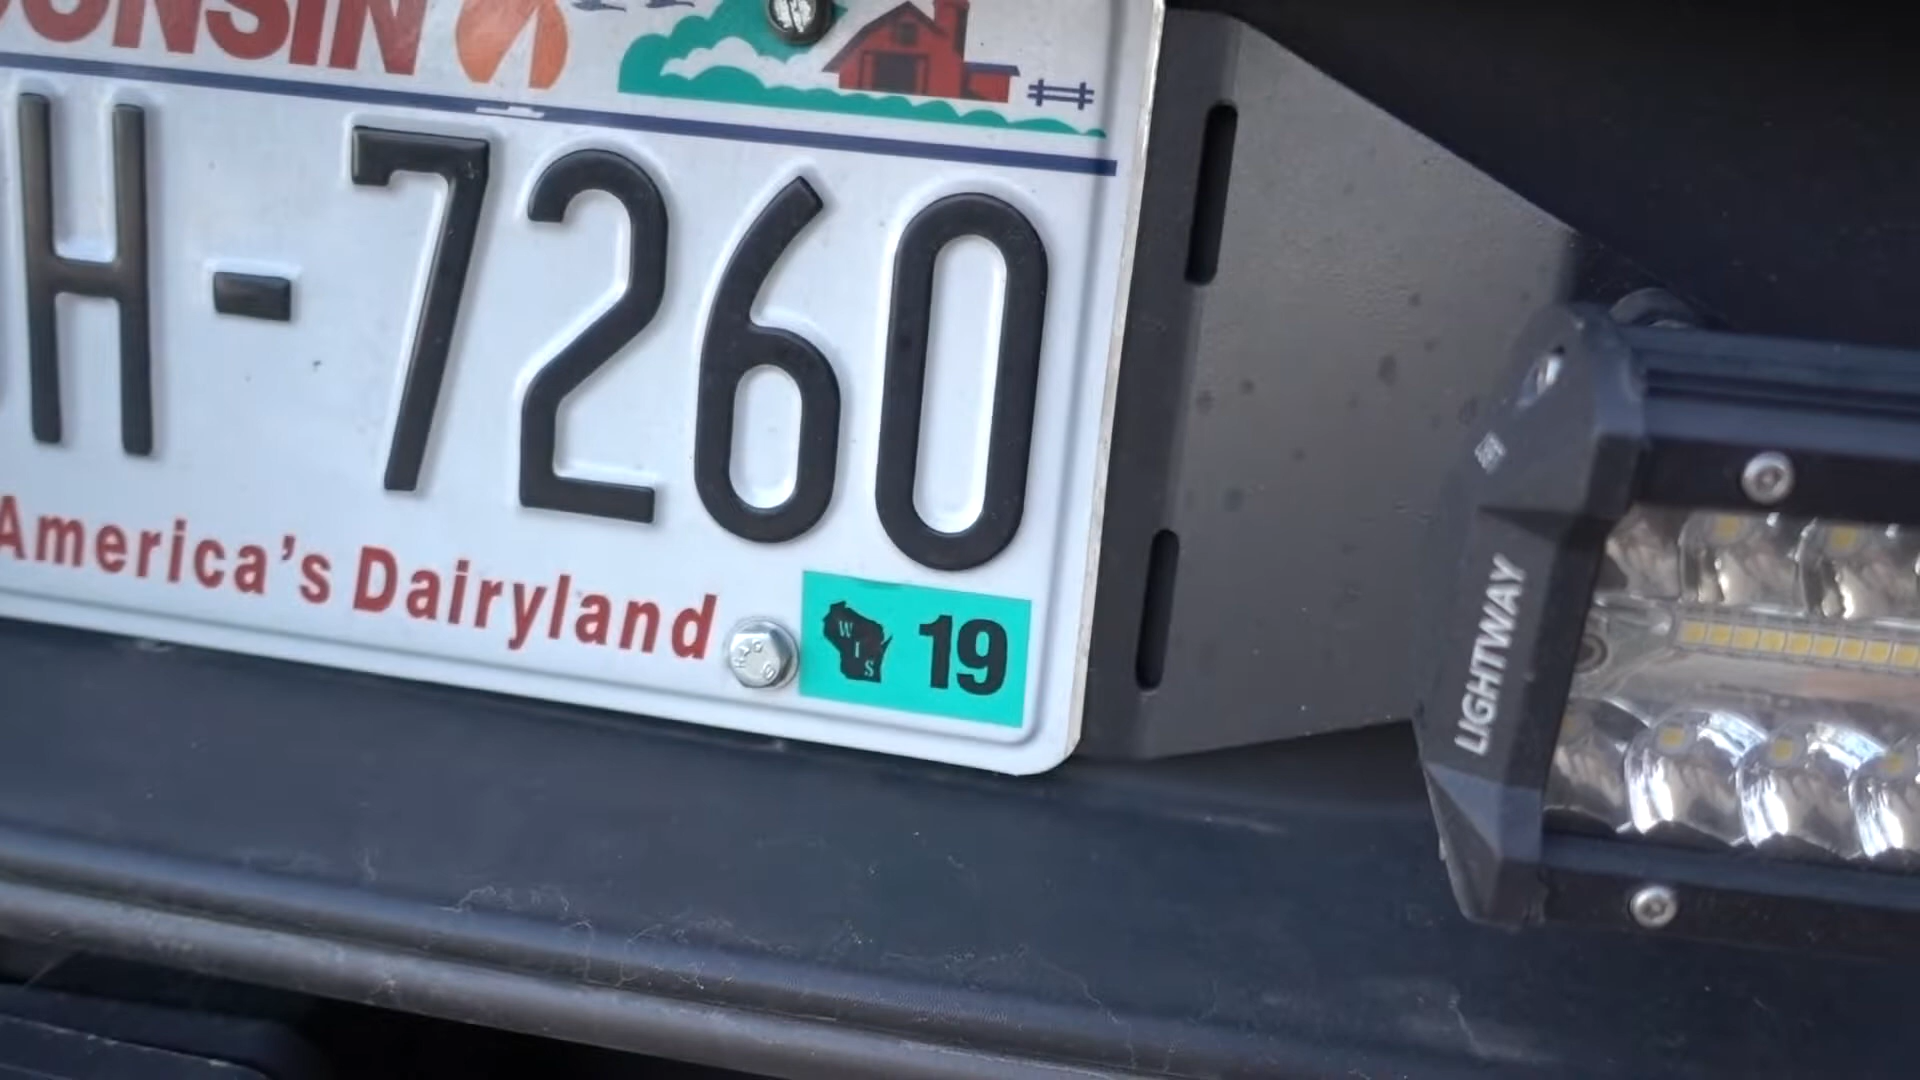 ONSIN
H-7260
America's Dairyland
WIS 19
LIGHTWAY